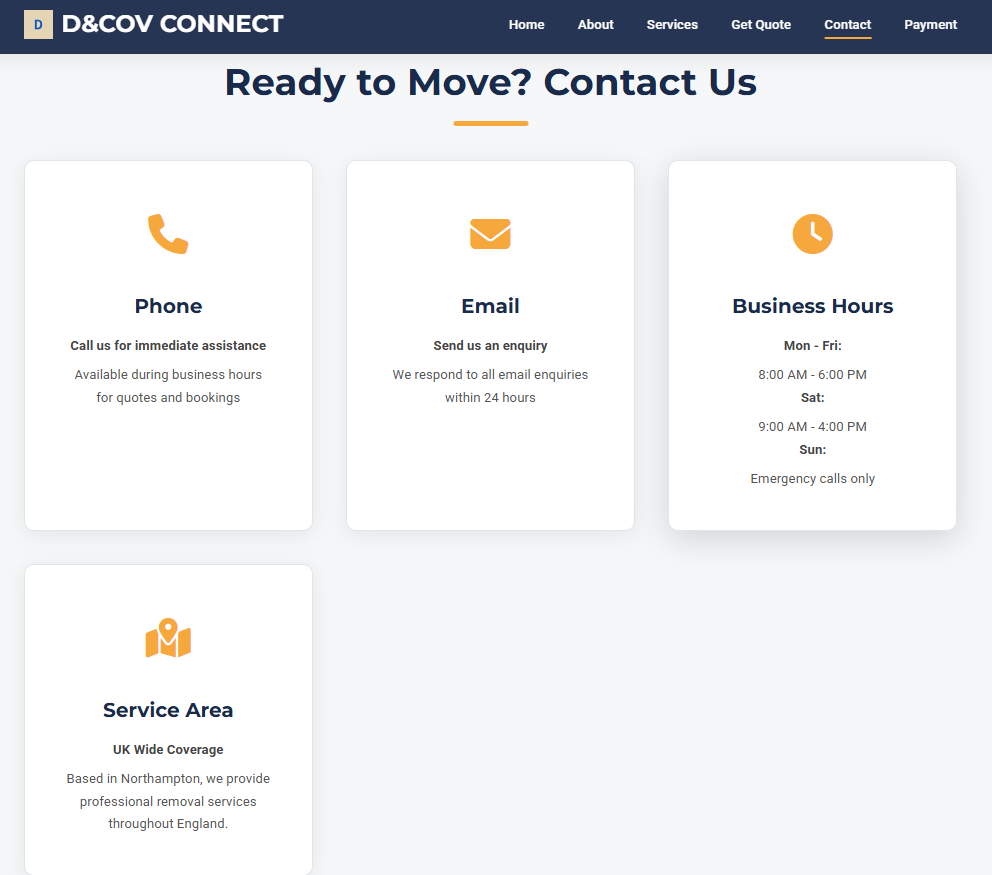 D D&COV CONNECT
Home About Services Get Quote Contact Payment
Ready to Move? Contact Us
Phone
Call us for immediate assistance
Available during business hours
for quotes and bookings
Email
Send us an enquiry
We respond to all email enquiries
within 24 hours
Business Hours
Mon - Fri:
8:00 AM - 6:00 PM
Sat:
9:00 AM - 4:00 PM
Sun:
Emergency calls only
Service Area
UK Wide Coverage
Based in Northampton, we provide
professional removal services
throughout England.